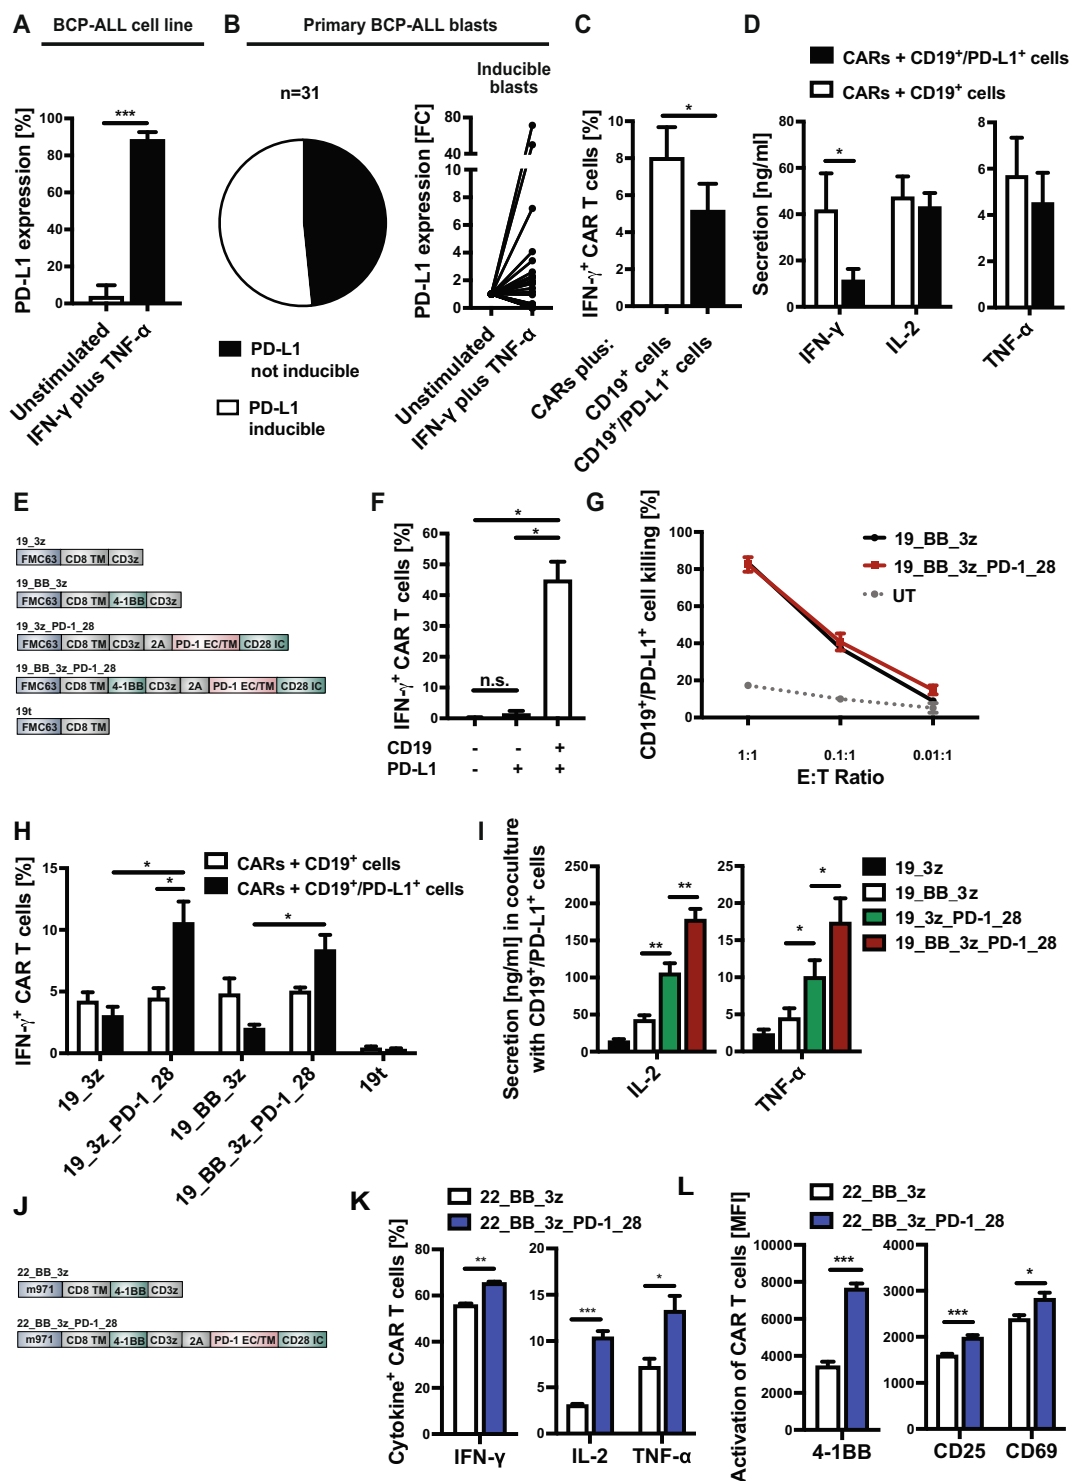 A
BCP-ALL cell line
PD-L1 expression [%]
100
80
60
40
20
0
***
Unstimulated
IFN-γ plus TNF-α
B
Primary BCP-ALL blasts
n=31
PD-L1
not inducible
PD-L1
inducible
Inducible
blasts
PD-L1 expression [FC]
80
40
8
6
4
2
0
Unstimulated
IFN-γ plus TNF-α
C
IFN-γ+ CAR T cells [%]
10
8
6
4
2
0
*
CARs plus:
CD19+ cells
CD19+/PD-L1+ cells
D
CARs + CD19+/PD-L1+ cells
CARs + CD19+ cells
Secretion [ng/ml]
80
60
40
20
0
*
IFN-γ
IL-2
8
6
4
2
0
TNF-α
E
19_3z
FMC63 CD8 TM CD3z
19_BB_3z
FMC63 CD8 TM 4-1BB CD3z
19_3z_PD-1_28
FMC63 CD8 TM CD3z 2A PD-1 EC/TM CD28 IC
19_BB_3z_PD-1_28
FMC63 CD8 TM 4-1BB CD3z 2A PD-1 EC/TM CD28 IC
19t
FMC63 CD8 TM
F
IFN-γ+ CAR T cells [%]
60
50
40
30
20
10
0
*
*
n.s.
CD19 - - +
PD-L1 - + +
G
CD19+/PD-L1+ cell killing [%]
100
80
60
40
20
0
19_BB_3z
19_BB_3z_PD-1_28
UT
1:1 0.1:1 0.01:1
E:T Ratio
H
CARs + CD19+ cells
CARs + CD19+/PD-L1+ cells
IFN-γ+ CAR T cells [%]
15
10
5
0
*
*
*
19_3z
19_3z_PD-1_28
19_BB_3z
19_BB_3z_PD-1_28
19t
I
Secretion [ng/ml] in coculture
with CD19+/PD-L1+ cells
250
200
150
100
50
0
**
**
IL-2
25
20
15
10
5
0
*
*
TNF-α
19_3z
19_BB_3z
19_3z_PD-1_28
19_BB_3z_PD-1_28
J
22_BB_3z
m971 CD8 TM 4-1BB CD3z
22_BB_3z_PD-1_28
m971 CD8 TM 4-1BB CD3z 2A PD-1 EC/TM CD28 IC
K
22_BB_3z
22_BB_3z_PD-1_28
Cytokine+ CAR T cells [%]
80
60
40
60
0
**
IFN-γ
20
15
10
5
0
***
*
IL-2
TNF-α
L
22_BB_3z
22_BB_3z_PD-1_28
Activation of CAR T cells [MFI]
10000
8000
6000
4000
2000
0
***
4-1BB
4000
3000
2000
1000
0
***
*
CD25
CD69